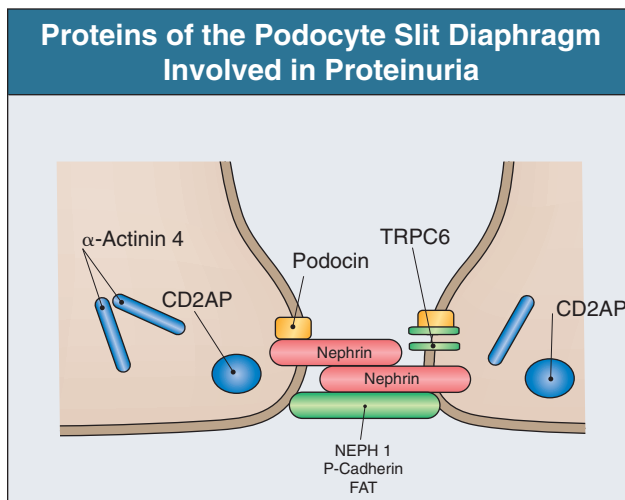 Proteins of the Podocyte Slit Diaphragm
Involved in Proteinuria
α-Actinin 4
TRPC6
Podocin
CD2AP
CD2AP
Nephrin
Nephrin
NEPH 1
P-Cadherin
FAT